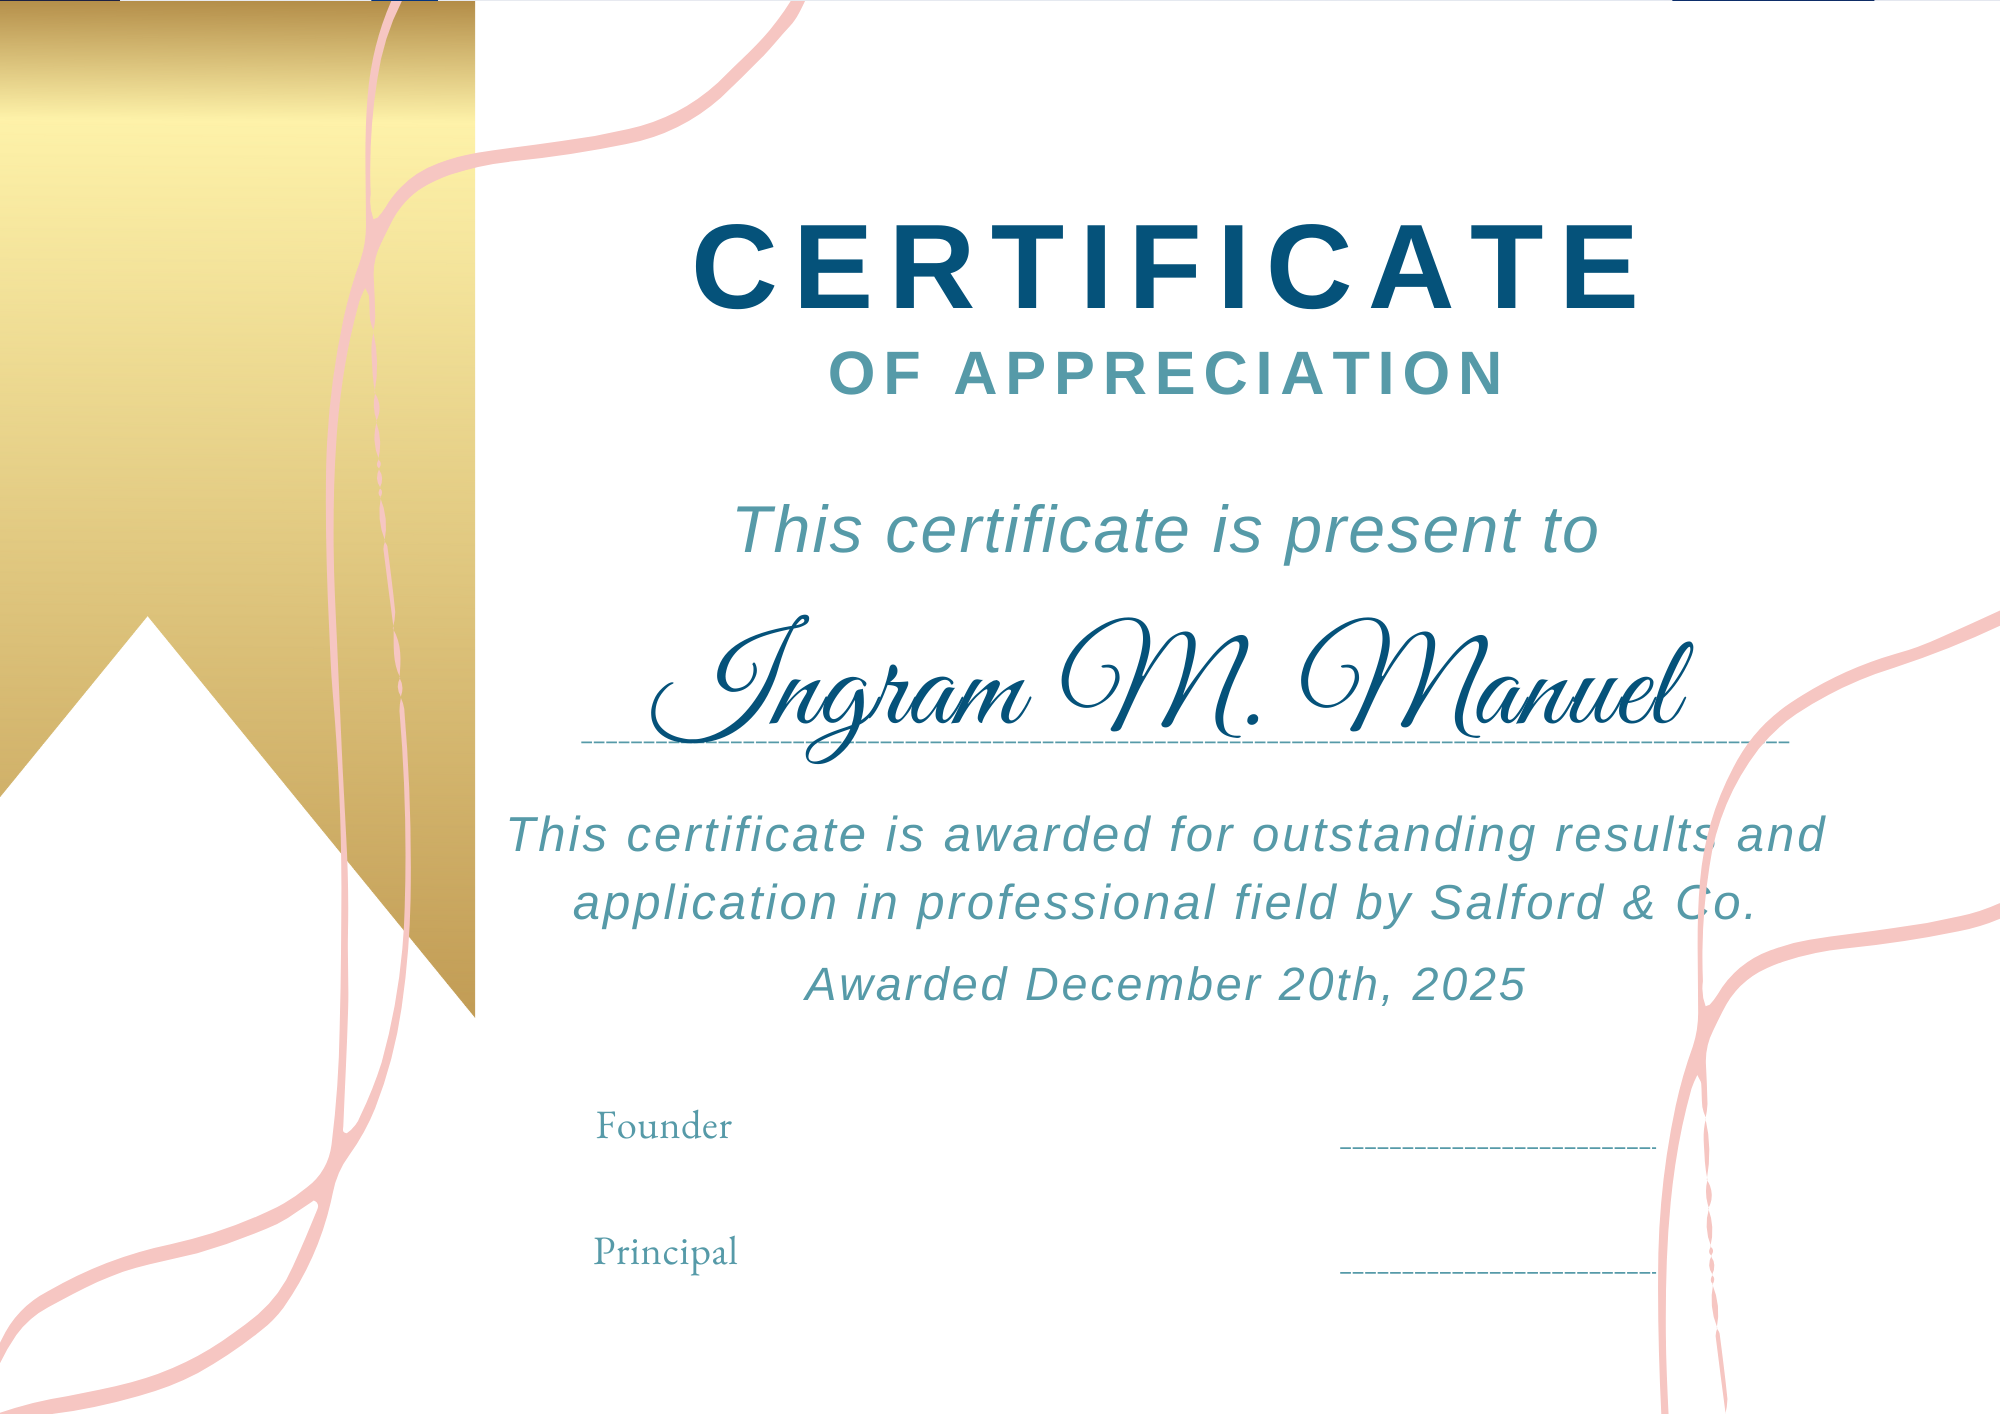 CERTIFICATE
OF APPRECIATION
This certificate is present to
Ingram M. Manuel
This certificate is awarded for outstanding results and
application in professional field by Salford & Co.
Awarded December 20th, 2025
Founder
Principal